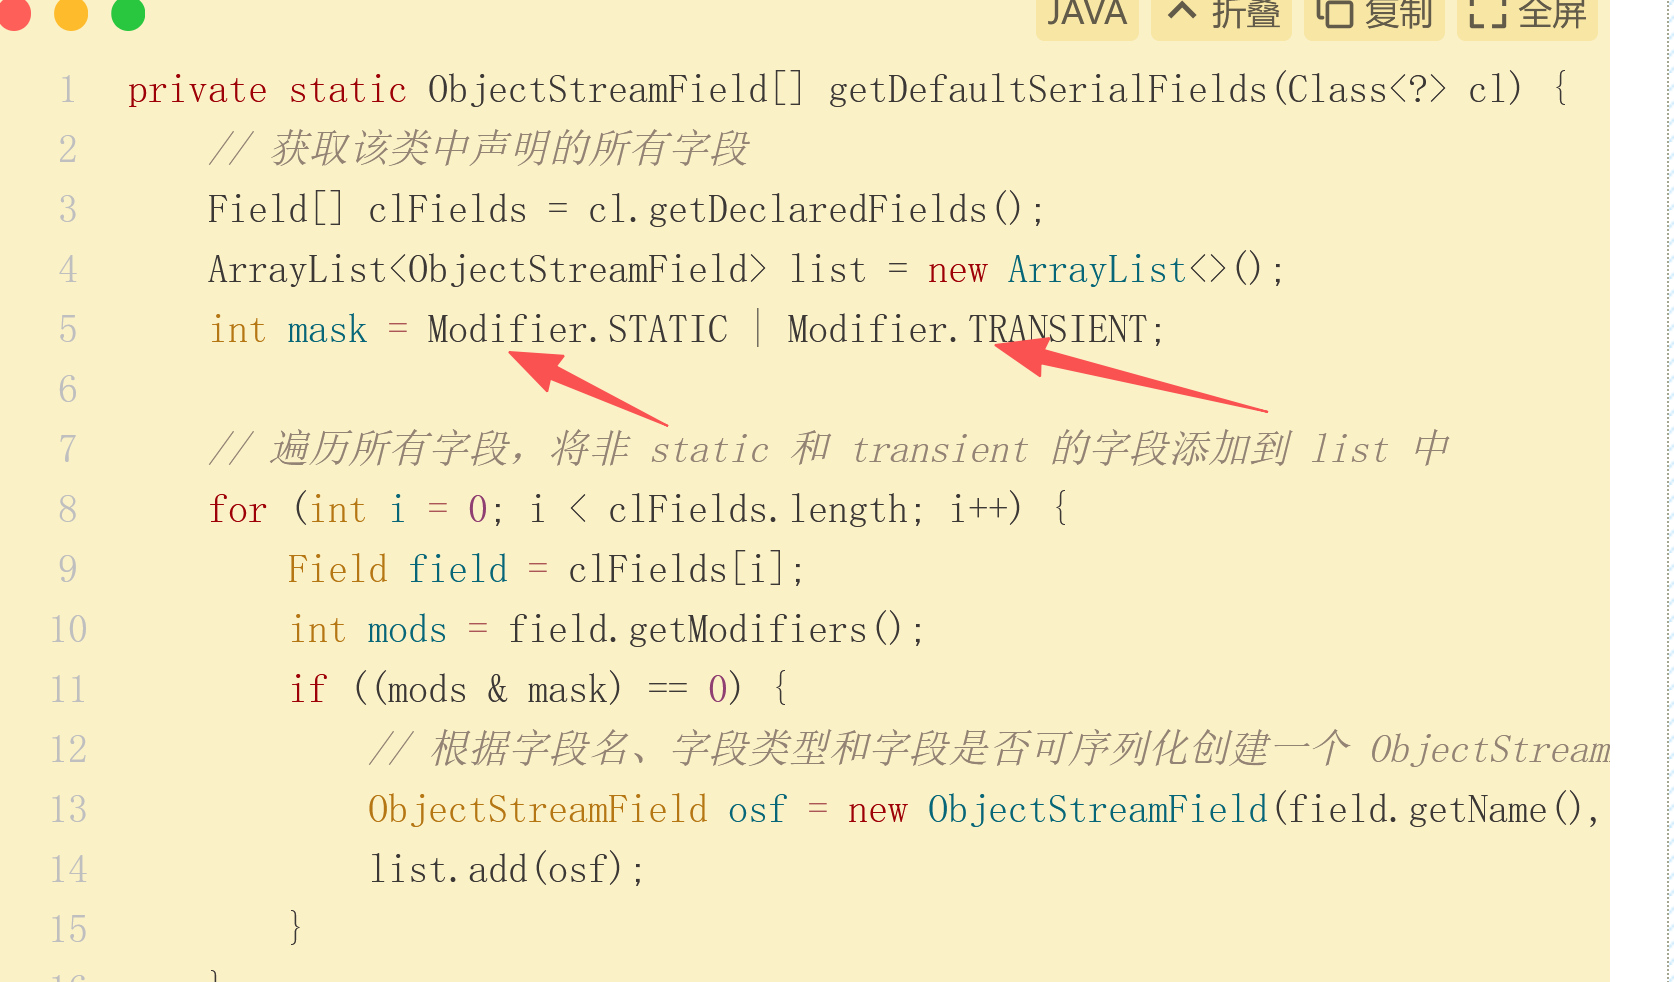 JAVA 折叠 复制 全屏
1 private static ObjectStreamField[] getDefaultSerialFields(Class<?> cl) {
2 // 获取该类中声明的所有字段
3 Field[] clFields = cl.getDeclaredFields();
4 ArrayList<ObjectStreamField> list = new ArrayList<>();
5 int mask = Modifier.STATIC | Modifier.TRANSIENT;
6
7 // 遍历所有字段，将非 static 和 transient 的字段添加到 list 中
8 for (int i = 0; i < clFields.length; i++) {
9 Field field = clFields[i];
10 int mods = field.getModifiers();
11 if ((mods & mask) == 0) {
12 // 根据字段名、字段类型和字段是否可序列化创建一个 ObjectStream
13 ObjectStreamField osf = new ObjectStreamField(field.getName(),
14 list.add(osf);
15 }
16 }